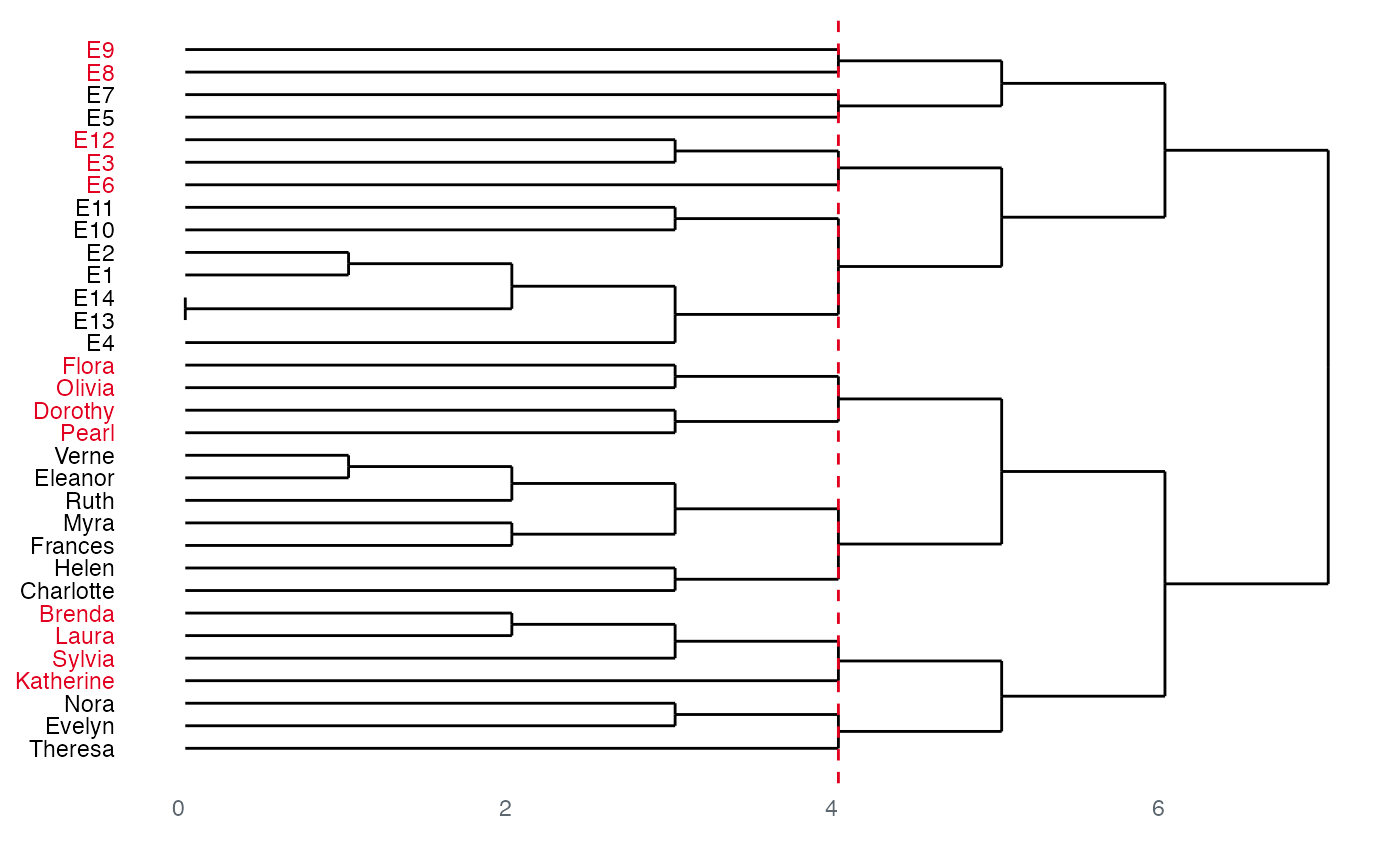 E9
E8
E7
E5
E12
E3
E6
E11
E10
E2
E1
E14
E13
E4
Flora
Olivia
Dorothy
Pearl
Verne
Eleanor
Ruth
Myra
Frances
Helen
Charlotte
Brenda
Laura
Sylvia
Katherine
Nora
Evelyn
Theresa
0 2 4 6